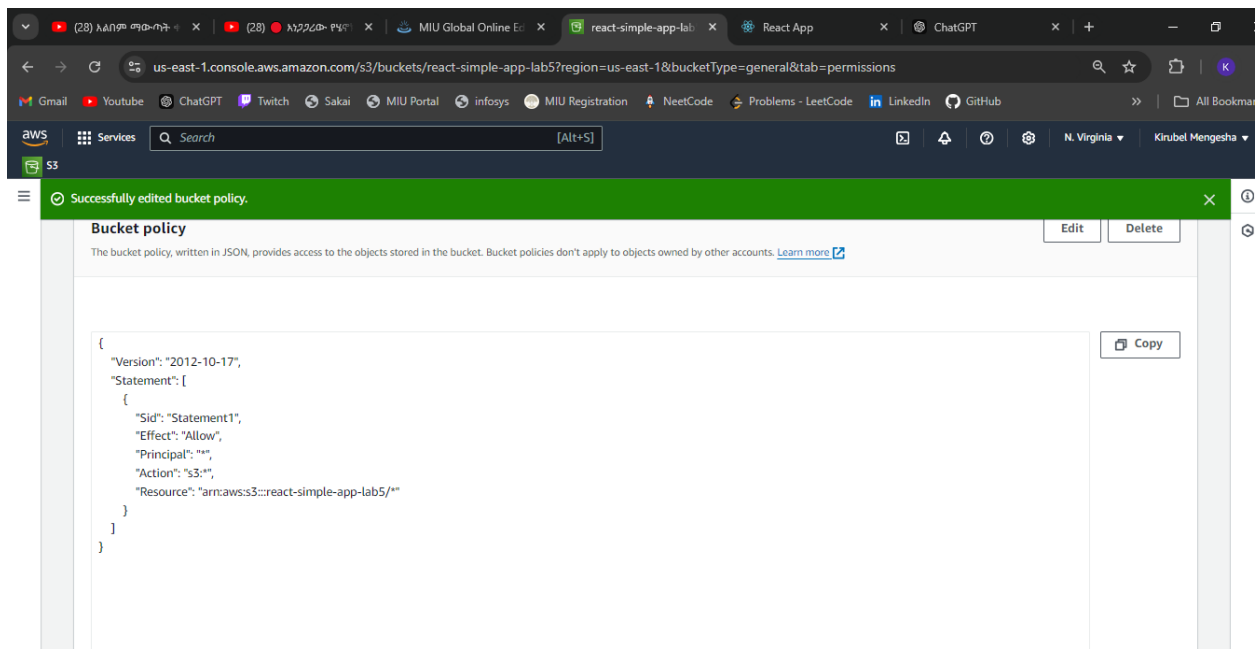 (28) አልበም ማውጣት
(28) 🔴 አነጋጋሪው
MIU Global Online Ed
react-simple-app-lab
React App
ChatGPT
us-east-1.console.aws.amazon.com/s3/buckets/react-simple-app-lab5?region=us-east-1&bucketType=general&tab=permissions
K
Gmail Youtube ChatGPT Twitch Sakai MIU Portal infosys MIU Registration NeetCode Problems - LeetCode LinkedIn GitHub » All Bookmar
aws Services Search [Alt+S] N. Virginia ▾ Kirubel Mengesha ▾
S3
Successfully edited bucket policy.
Bucket policy
Edit Delete
The bucket policy, written in JSON, provides access to the objects stored in the bucket. Bucket policies don't apply to objects owned by other accounts. Learn more
Copy
{
"Version": "2012-10-17",
"Statement": [
{
"Sid": "Statement1",
"Effect": "Allow",
"Principal": "*",
"Action": "s3:*",
"Resource": "arn:aws:s3:::react-simple-app-lab5/*"
}
]
}